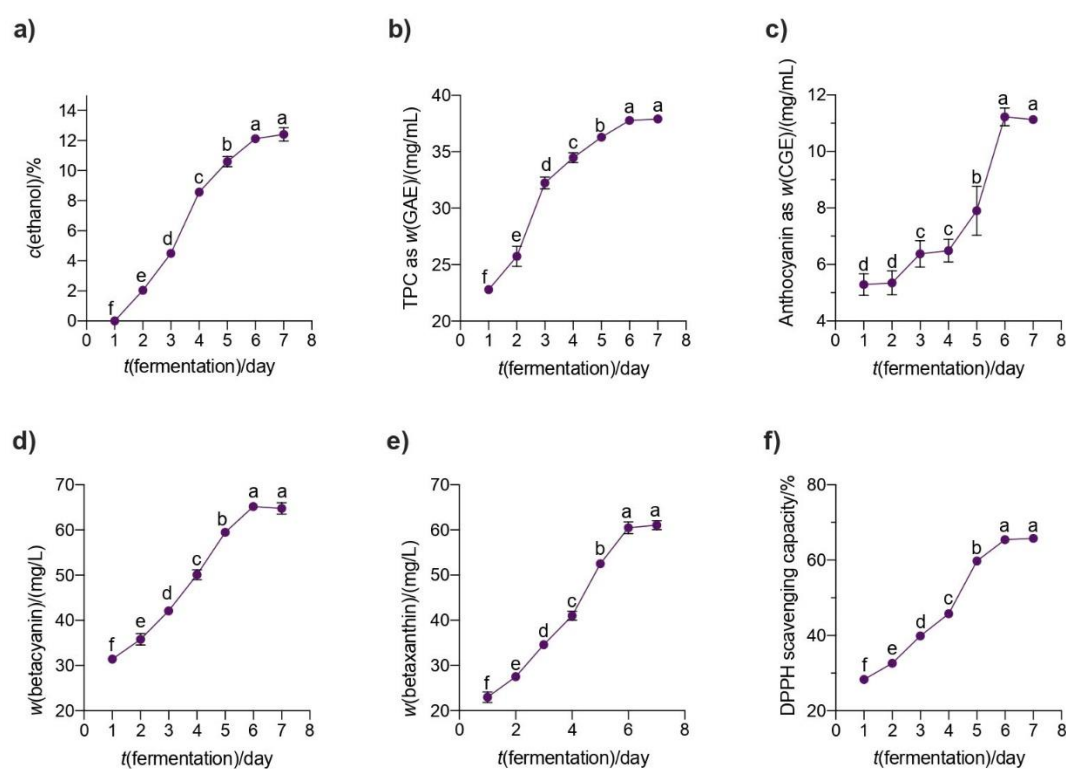 a)
c(ethanol)/%
14
12
10
8
6
4
2
0
f
e
d
c
b
a
a
0 1 2 3 4 5 6 7 8
t(fermentation)/day
b)
TPC as w(GAE)/(mg/mL)
40
35
30
25
20
f
e
d
c
b
a
a
0 1 2 3 4 5 6 7 8
t(fermentation)/day
c)
Anthocyanin as w(CGE)/(mg/mL)
12
10
8
6
4
d
d
c
c
b
a
a
0 1 2 3 4 5 6 7 8
t(fermentation)/day
d)
w(betacyanin)/(mg/L)
70
60
50
40
30
20
f
e
d
c
b
a
a
0 1 2 3 4 5 6 7 8
t(fermentation)/day
e)
w(betaxanthin)/(mg/L)
70
60
50
40
30
20
f
e
d
c
b
a
a
0 1 2 3 4 5 6 7 8
t(fermentation)/day
f)
DPPH scavenging capacity/%
80
60
40
20
f
e
d
c
b
a
a
0 1 2 3 4 5 6 7 8
t(fermentation)/day